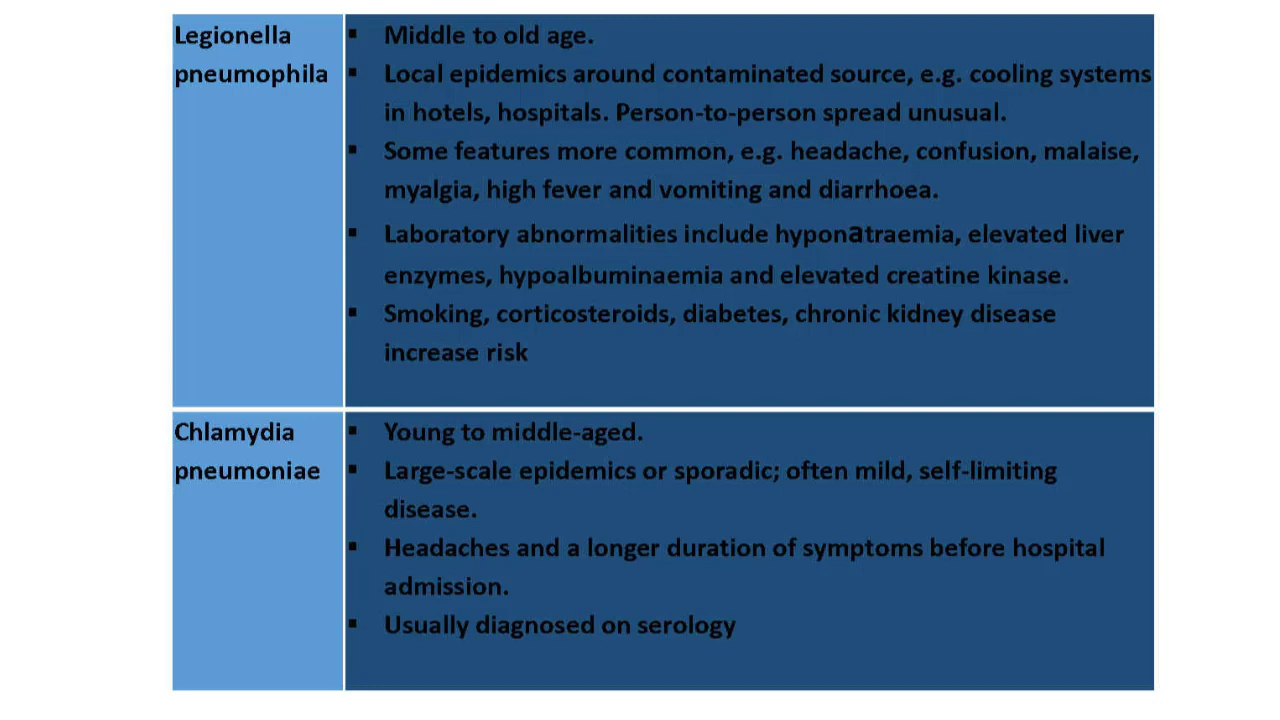 Legionella
pneumophila
▪ Middle to old age.
▪ Local epidemics around contaminated source, e.g. cooling systems
in hotels, hospitals. Person-to-person spread unusual.
▪ Some features more common, e.g. headache, confusion, malaise,
myalgia, high fever and vomiting and diarrhoea.
▪ Laboratory abnormalities include hyponatraemia, elevated liver
enzymes, hypoalbuminaemia and elevated creatine kinase.
▪ Smoking, corticosteroids, diabetes, chronic kidney disease
increase risk
Chlamydia
pneumoniae
▪ Young to middle-aged.
▪ Large-scale epidemics or sporadic; often mild, self-limiting
disease.
▪ Headaches and a longer duration of symptoms before hospital
admission.
▪ Usually diagnosed on serology